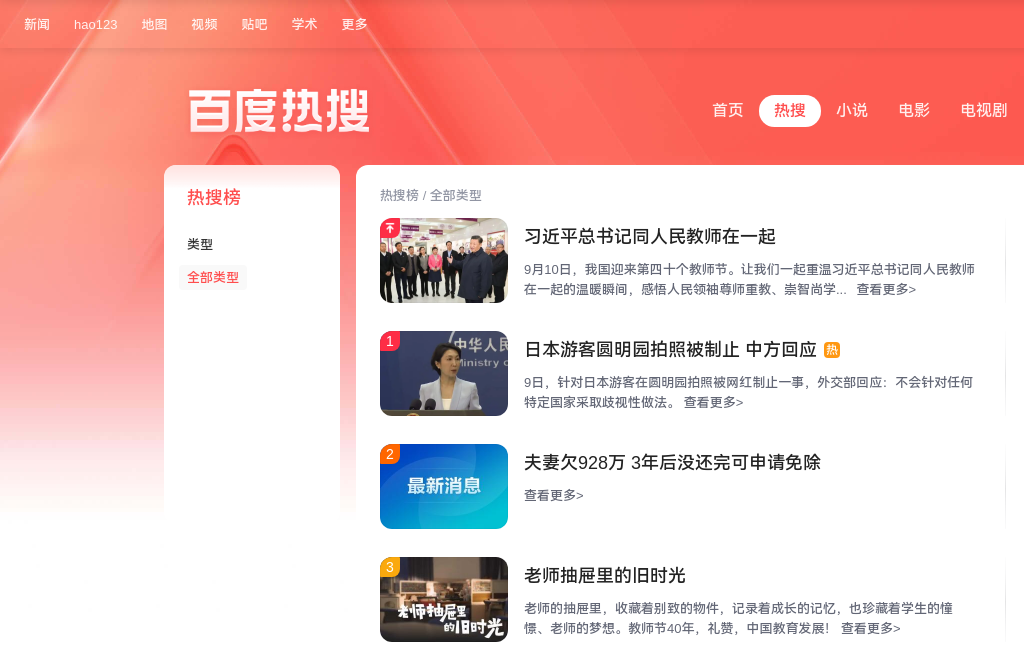 新闻 hao123 地图 视频 贴吧 学术 更多
百度热搜
首页 热搜 小说 电影 电视剧
热搜榜
类型
全部类型
热搜榜 / 全部类型
习近平总书记同人民教师在一起
9月10日，我国迎来第四十个教师节。让我们一起重温习近平总书记同人民教师
在一起的温暖瞬间，感悟人民领袖尊师重教、崇智尚学... 查看更多>
1
中华人民
Ministry of
日本游客圆明园拍照被制止 中方回应 热
9日，针对日本游客在圆明园拍照被网红制止一事，外交部回应：不会针对任何
特定国家采取歧视性做法。 查看更多>
2
最新消息
夫妻欠928万 3年后没还完可申请免除
查看更多>
3
老师抽屉里
的旧时光
老师抽屉里的旧时光
老师的抽屉里，收藏着别致的物件，记录着成长的记忆，也珍藏着学生的憧
憬、老师的梦想。教师节40年，礼赞，中国教育发展！ 查看更多>